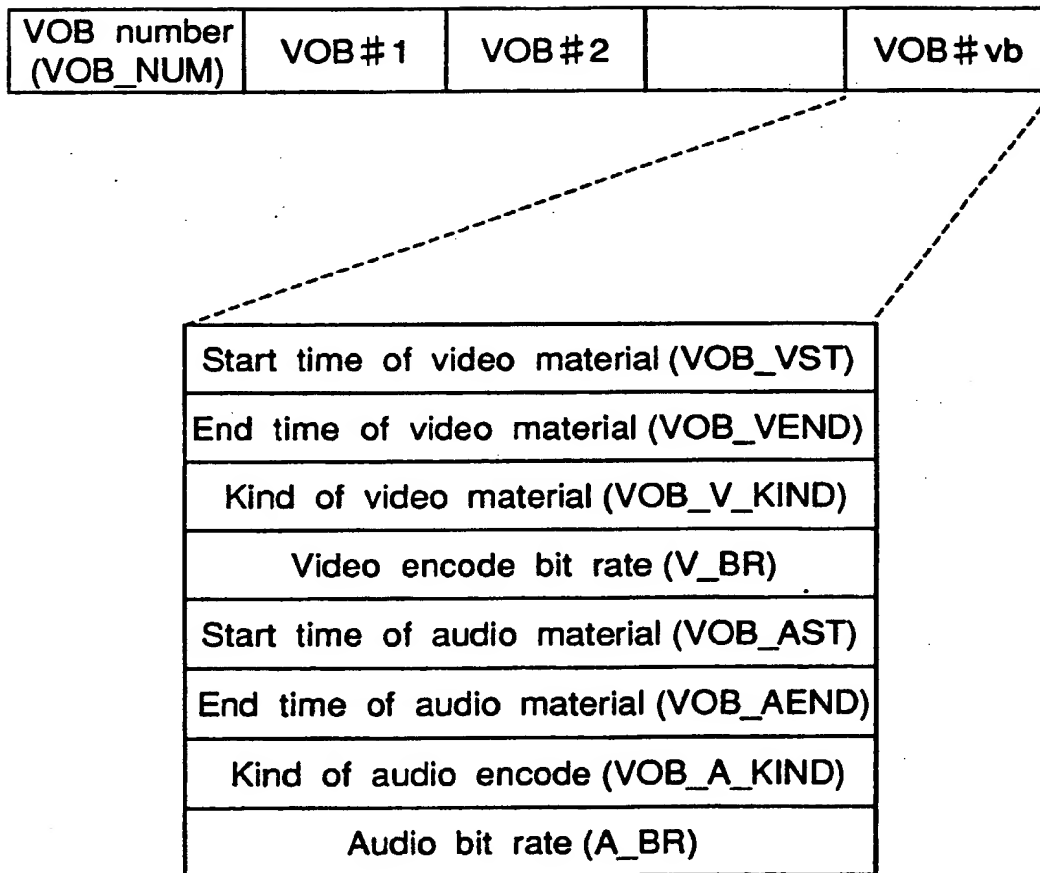 VOB number
(VOB_NUM)
VOB#1
VOB#2
VOB#vb
Start time of video material (VOB_VST)
End time of video material (VOB_VEND)
Kind of video material (VOB_V_KIND)
Video encode bit rate (V_BR)
Start time of audio material (VOB_AST)
End time of audio material (VOB_AEND)
Kind of audio encode (VOB_A_KIND)
Audio bit rate (A_BR)